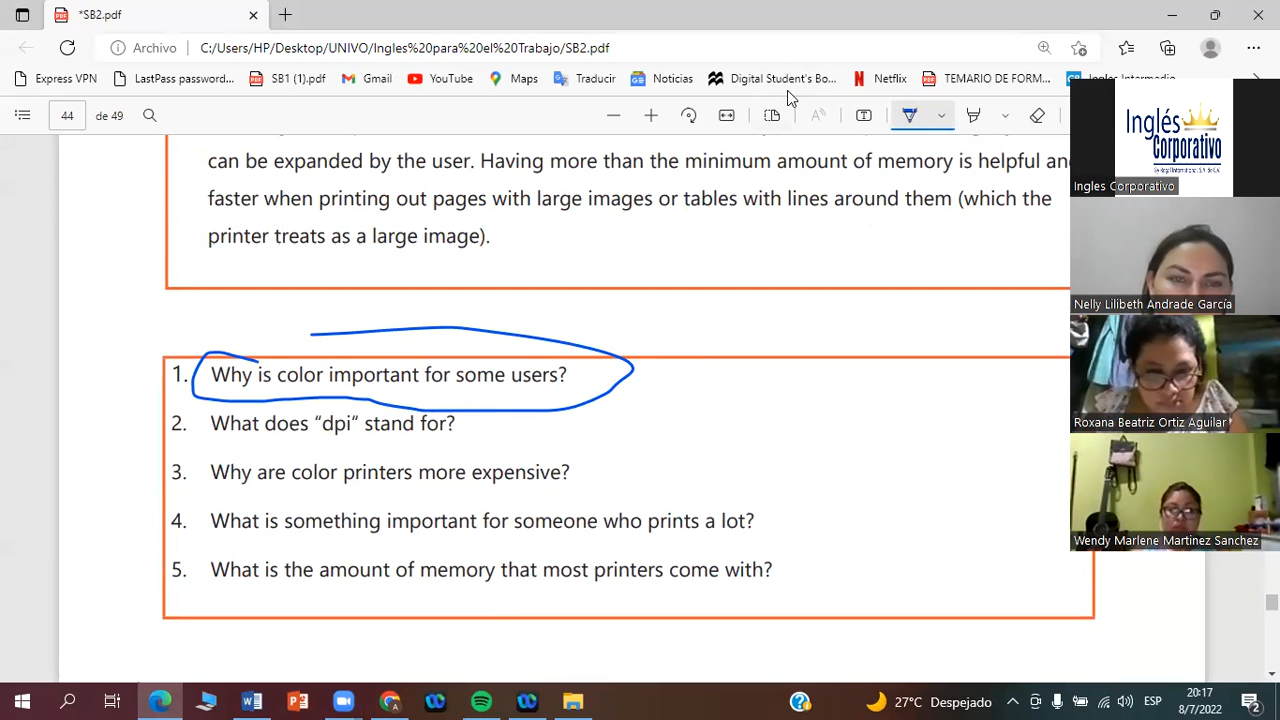 *SB2.pdf
Archivo
C:/Users/HP/Desktop/UNIVO/Ingles%20para%20el%20Trabajo/SB2.pdf
Express VPN
LastPass password...
SB1 (1).pdf
Gmail
YouTube
Maps
Traducir
Noticias
Digital Student's Bo...
Netflix
TEMARIO DE FORM...
Ingles Intermedio
44
de 49
can be expanded by the user. Having more than the minimum amount of memory is helpful and
faster when printing out pages with large images or tables with lines around them (which the
printer treats as a large image).
1. Why is color important for some users?
2. What does “dpi“ stand for?
3. Why are color printers more expensive?
4. What is something important for someone who prints a lot?
5. What is the amount of memory that most printers come with?
Inglés
Corporativo
Ingles Corporativo
Nelly Lilibeth Andrade García
Roxana Beatriz Ortiz Aguilar
Wendy Marlene Martinez Sanchez
27°C Despejado
ESP
20:17
8/7/2022
2